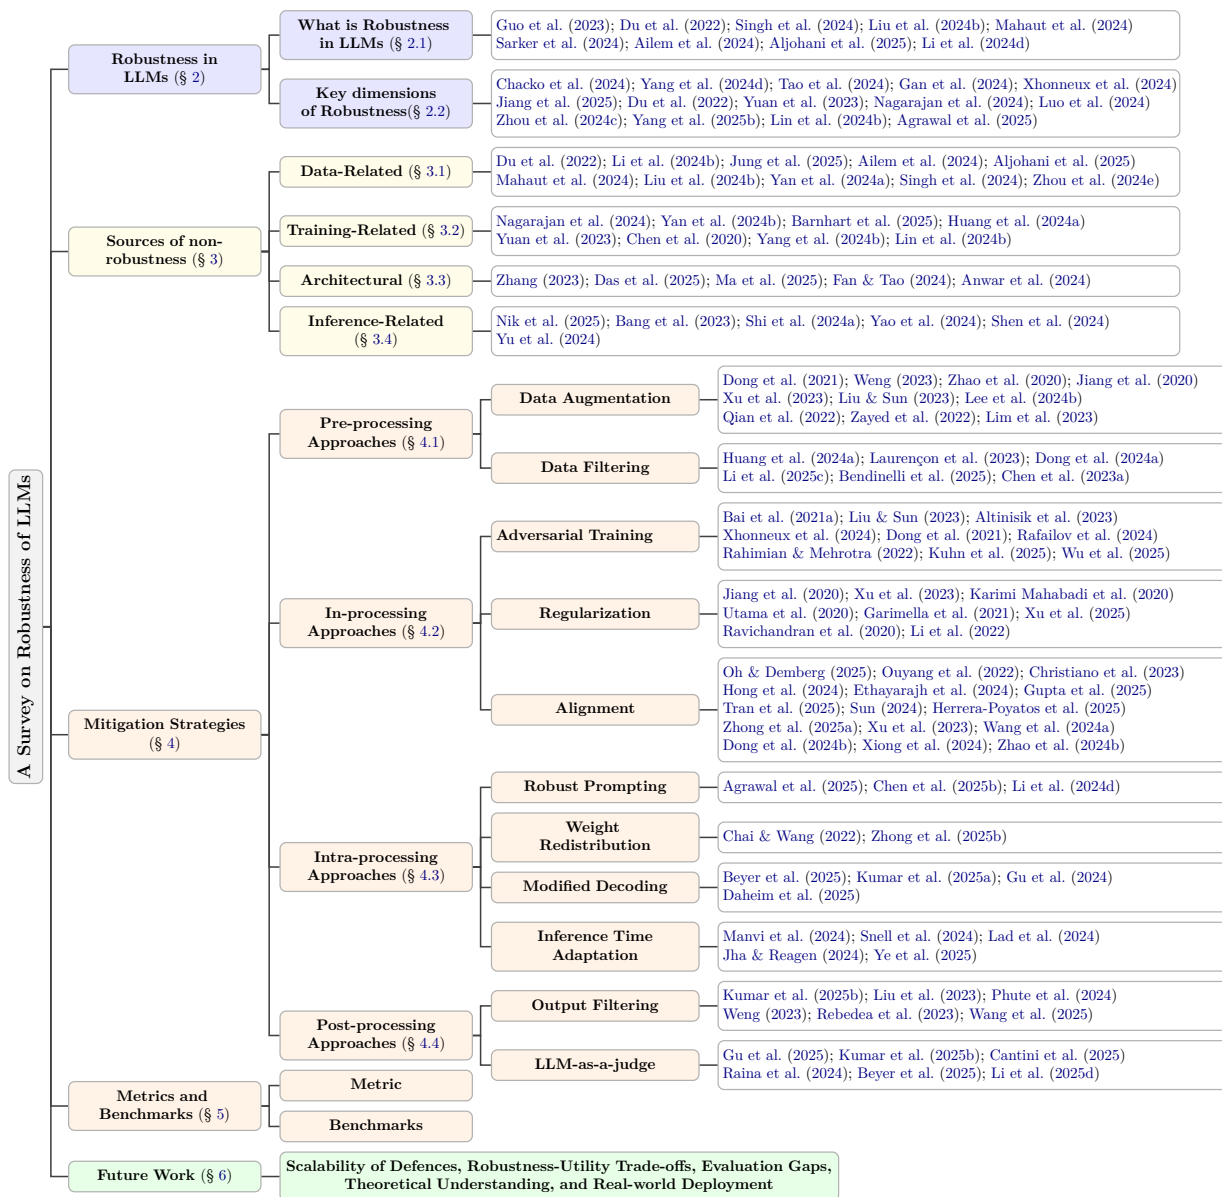 A Survey on Robustness of LLMs
Robustness in
LLMs (§ 2)
What is Robustness
in LLMs (§ 2.1)
Guo et al. (2023); Du et al. (2022); Singh et al. (2024); Liu et al. (2024b); Mahaut et al. (2024)
Sarker et al. (2024); Ailem et al. (2024); Aljohani et al. (2025); Li et al. (2024d)
Key dimensions
of Robustness(§ 2.2)
Chacko et al. (2024); Yang et al. (2024d); Tao et al. (2024); Gan et al. (2024); Xhonneux et al. (2024)
Jiang et al. (2025); Du et al. (2022); Yuan et al. (2023); Nagarajan et al. (2024); Luo et al. (2024)
Zhou et al. (2024c); Yang et al. (2025b); Lin et al. (2024b); Agrawal et al. (2025)
Sources of non-
robustness (§ 3)
Data-Related (§ 3.1)
Du et al. (2022); Li et al. (2024b); Jung et al. (2025); Ailem et al. (2024); Aljohani et al. (2025)
Mahaut et al. (2024); Liu et al. (2024b); Yan et al. (2024a); Singh et al. (2024); Zhou et al. (2024e)
Training-Related (§ 3.2)
Nagarajan et al. (2024); Yan et al. (2024b); Barnhart et al. (2025); Huang et al. (2024a)
Yuan et al. (2023); Chen et al. (2020); Yang et al. (2024b); Lin et al. (2024b)
Architectural (§ 3.3)
Zhang (2023); Das et al. (2025); Ma et al. (2025); Fan & Tao (2024); Anwar et al. (2024)
Inference-Related
(§ 3.4)
Nik et al. (2025); Bang et al. (2023); Shi et al. (2024a); Yao et al. (2024); Shen et al. (2024)
Yu et al. (2024)
Mitigation Strategies
(§ 4)
Pre-processing
Approaches (§ 4.1)
Data Augmentation
Dong et al. (2021); Weng (2023); Zhao et al. (2020); Jiang et al. (2020)
Xu et al. (2023); Liu & Sun (2023); Lee et al. (2024b)
Qian et al. (2022); Zayed et al. (2022); Lim et al. (2023)
Data Filtering
Huang et al. (2024a); Laurençon et al. (2023); Dong et al. (2024a)
Li et al. (2025c); Bendinelli et al. (2025); Chen et al. (2023a)
In-processing
Approaches (§ 4.2)
Adversarial Training
Bai et al. (2021a); Liu & Sun (2023); Altinisik et al. (2023)
Xhonneux et al. (2024); Dong et al. (2021); Rafailov et al. (2024)
Rahimian & Mehrotra (2022); Kuhn et al. (2025); Wu et al. (2025)
Regularization
Jiang et al. (2020); Xu et al. (2023); Karimi Mahabadi et al. (2020)
Utama et al. (2020); Garimella et al. (2021); Xu et al. (2025)
Ravichandran et al. (2020); Li et al. (2022)
Alignment
Oh & Demberg (2025); Ouyang et al. (2022); Christiano et al. (2023)
Hong et al. (2024); Ethayarajh et al. (2024); Gupta et al. (2025)
Tran et al. (2025); Sun (2024); Herrera-Poyatos et al. (2025)
Zhong et al. (2025a); Xu et al. (2023); Wang et al. (2024a)
Dong et al. (2024b); Xiong et al. (2024); Zhao et al. (2024b)
Intra-processing
Approaches (§ 4.3)
Robust Prompting
Agrawal et al. (2025); Chen et al. (2025b); Li et al. (2024d)
Weight
Redistribution
Chai & Wang (2022); Zhong et al. (2025b)
Modified Decoding
Beyer et al. (2025); Kumar et al. (2025a); Gu et al. (2024)
Daheim et al. (2025)
Inference Time
Adaptation
Manvi et al. (2024); Snell et al. (2024); Lad et al. (2024)
Jha & Reagen (2024); Ye et al. (2025)
Post-processing
Approaches (§ 4.4)
Output Filtering
Kumar et al. (2025b); Liu et al. (2023); Phute et al. (2024)
Weng (2023); Rebedea et al. (2023); Wang et al. (2025)
LLM-as-a-judge
Gu et al. (2025); Kumar et al. (2025b); Cantini et al. (2025)
Raina et al. (2024); Beyer et al. (2025); Li et al. (2025d)
Metrics and
Benchmarks (§ 5)
Metric
Benchmarks
Future Work (§ 6)
Scalability of Defences, Robustness-Utility Trade-offs, Evaluation Gaps,
Theoretical Understanding, and Real-world Deployment